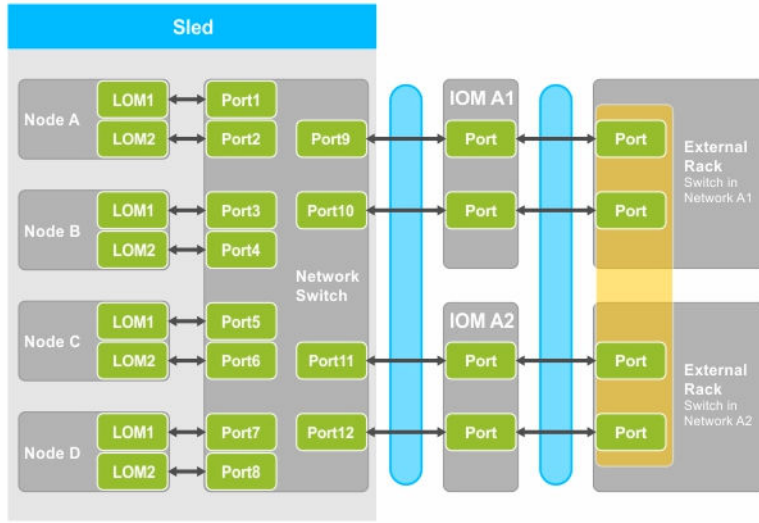 Sled
Node A
LOM1
LOM2
Port1
Port2
Node B
LOM1
LOM2
Port3
Port4
Node C
LOM1
LOM2
Port5
Port6
Node D
LOM1
LOM2
Port7
Port8
Port9
Port10
Network
Switch
Port11
Port12
IOM A1
Port
Port
IOM A2
Port
Port
Port
Port
External
Rack
Switch in
Network A1
Port
Port
External
Rack
Switch in
Network A2